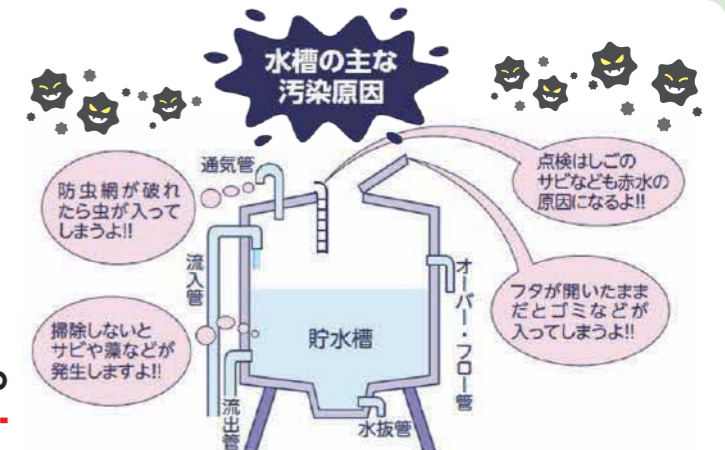 水槽の主な
汚染原因
通気管
防虫網が破れ
たら虫が入って
しまうよ!!
点検はしごの
サビなども赤水の
原因になるよ!!
流入管
オーバー・フロー管
フタが開いたまま
だとゴミなどが
入ってしまうよ!!
掃除しないと
サビや藻などが
発生しますよ!!
貯水槽
流出管
水抜管